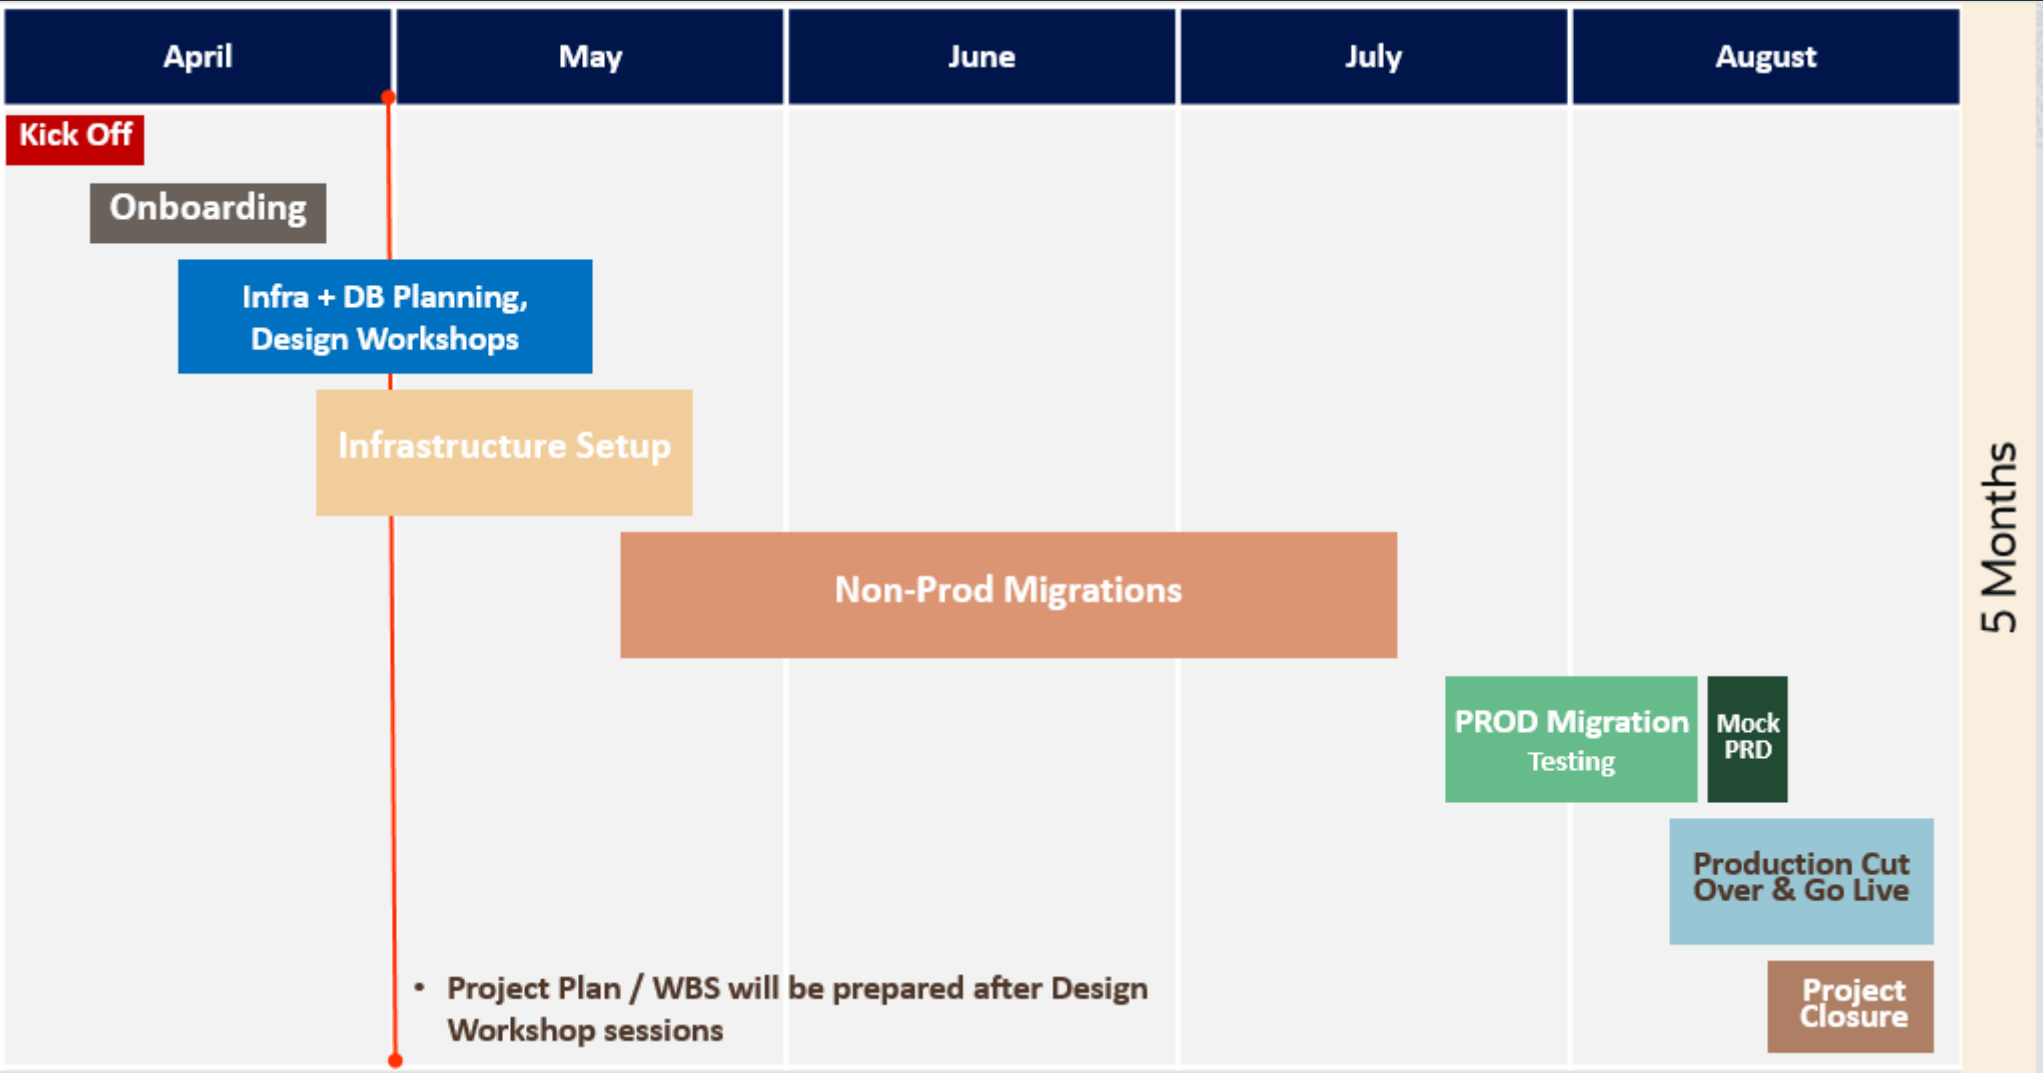 April
May
June
July
August
Kick Off
Onboarding
Infra + DB Planning,
Design Workshops
Infrastructure Setup
Non-Prod Migrations
PROD Migration
Testing
Mock
PRD
Production Cut
Over & Go Live
Project
Closure
• Project Plan / WBS will be prepared after Design
Workshop sessions
5 Months